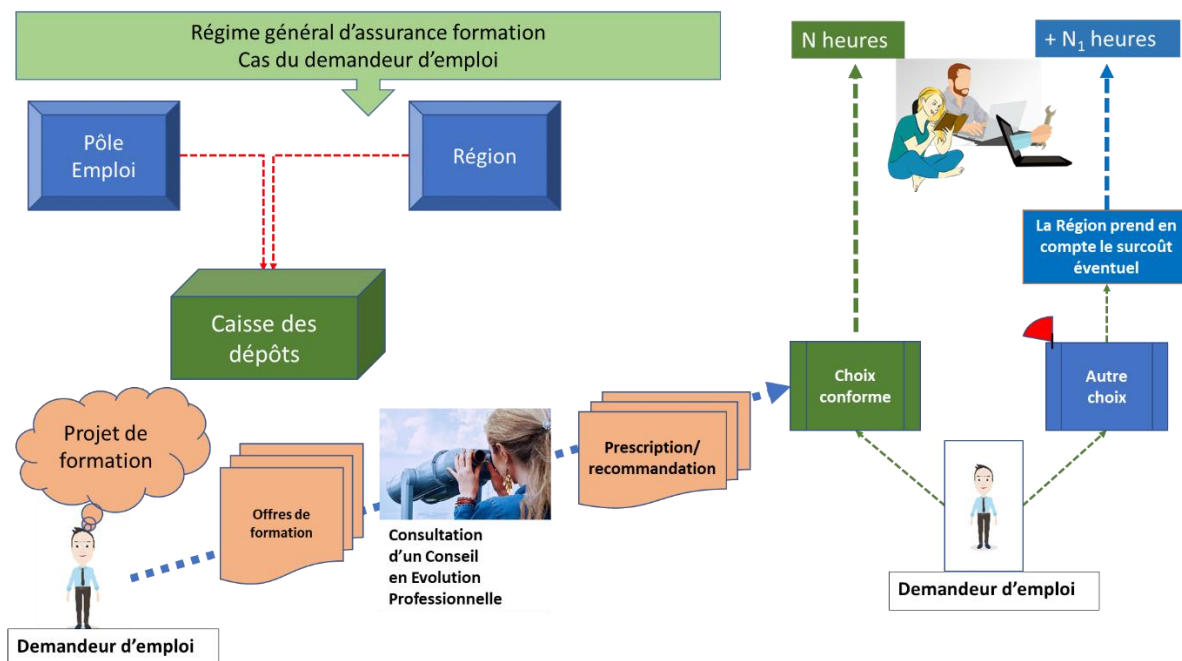 Régime général d’assurance formation
Cas du demandeur d’emploi
Pôle
Emploi
Région
Caisse des
dépôts
Projet de
formation
Demandeur d’emploi
Offres de
formation
Consultation
d’un Conseil
en Evolution
Professionnelle
Prescription/
recommandation
N heures
+ N₁ heures
La Région prend en
compte le surcoût
éventuel
Choix
conforme
Autre
choix
Demandeur d’emploi